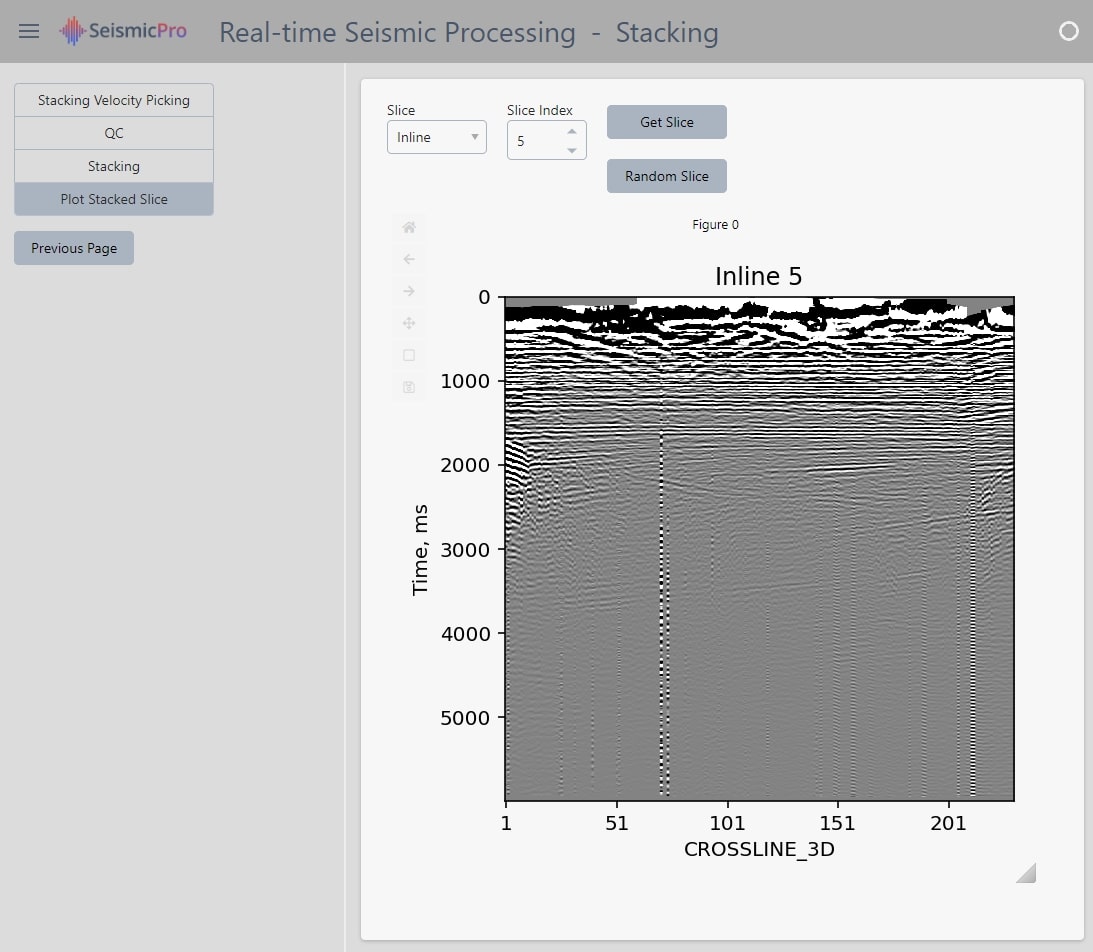 SeismicPro
Real-time Seismic Processing - Stacking
Stacking Velocity Picking
QC
Stacking
Plot Stacked Slice
Previous Page
Slice
Inline
Slice Index
5
Get Slice
Random Slice
Figure 0
Inline 5
0
1000
2000
3000
4000
5000
Time, ms
1 51 101 151 201
CROSSLINE_3D